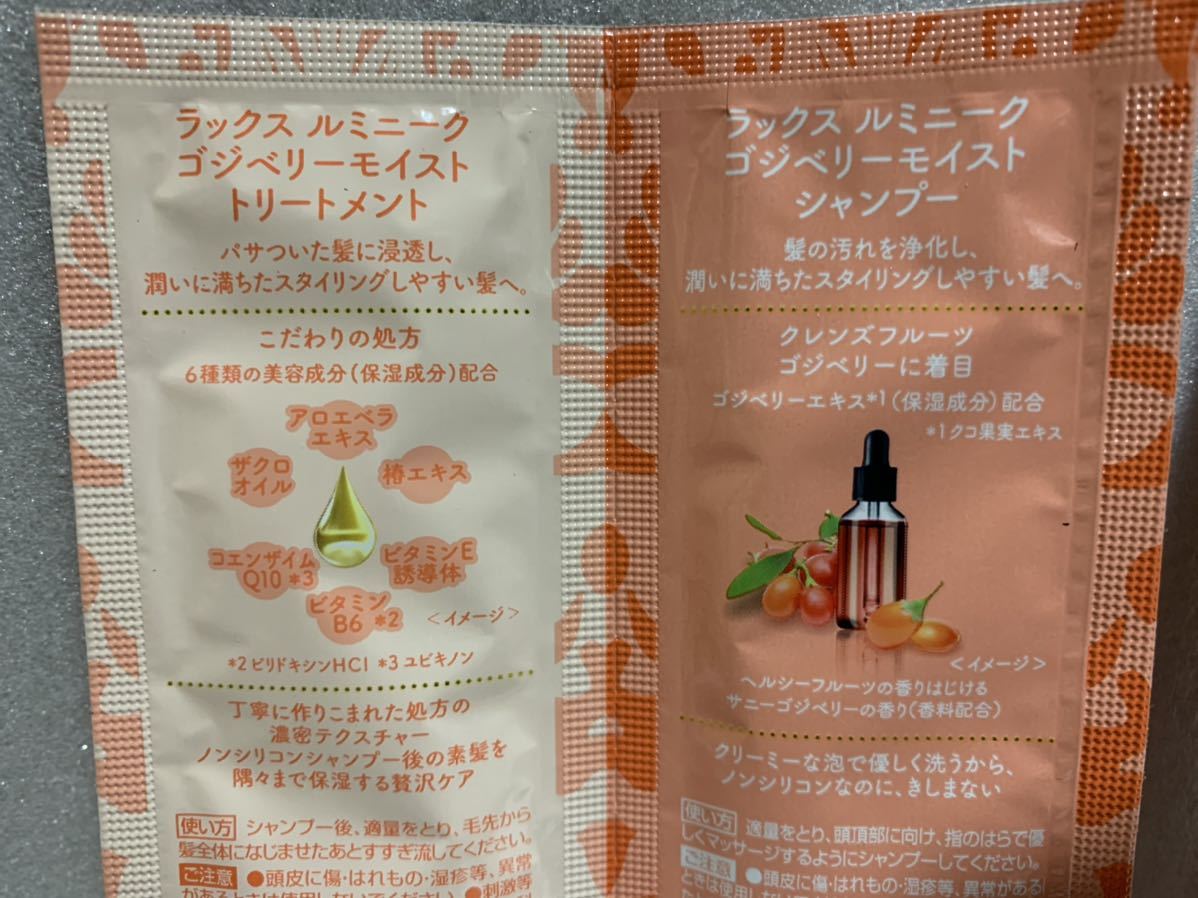 ラックス ルミニーク
ゴジベリーモイスト
トリートメント
パサついた髪に浸透し、
潤いに満ちたスタイリングしやすい髪へ。
こだわりの処方
6種類の美容成分(保湿成分)配合
アロエベラ
エキス
ザクロ
オイル
椿エキス
コエンザイム
Q10 *3
ビタミンE
誘導体
ビタミン
B6 *2
<イメージ>
*2 ピリドキシンHCl *3 ユビキノン
丁寧に作りこまれた処方の
濃密テクスチャー
ノンシリコンシャンプー後の素髪を
隅々まで保湿する贅沢ケア
使い方 シャンプー後、適量をとり、毛先から
髪全体になじませたあとすすぎ流してください。
ご注意 ●頭皮に傷・はれもの・湿疹等、異常
があるときは使用しないでください。●刺激等
ラックス ルミニーク
ゴジベリーモイスト
シャンプー
髪の汚れを浄化し、
潤いに満ちたスタイリングしやすい髪へ。
クレンズフルーツ
ゴジベリーに着目
ゴジベリーエキス*1(保湿成分)配合
*1クコ果実エキス
<イメージ>
ヘルシーフルーツの香りはじける
サニーゴジベリーの香り(香料配合)
クリーミーな泡で優しく洗うから、
ノンシリコンなのに、きしまない
使い方 適量をとり、頭頂部に向け、指のはらで優
しくマッサージするようにシャンプーしてください。
ご注意 ●頭皮に傷・はれもの・湿疹等、異常がある